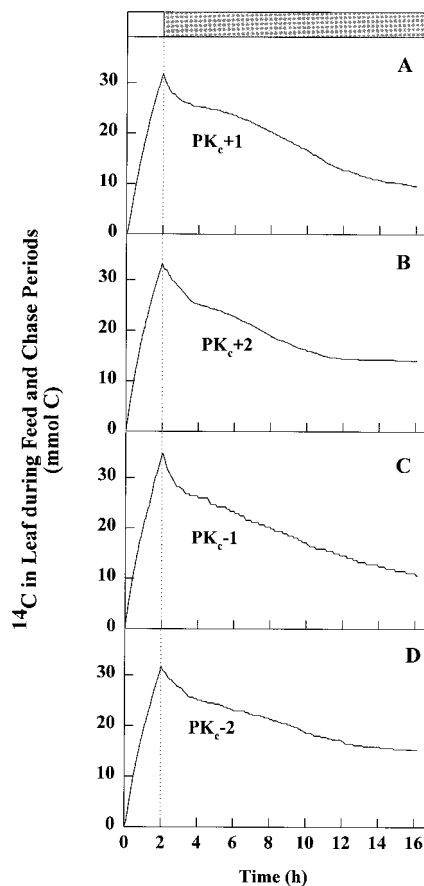 A
30
20
10
0
PKc+1
B
30
20
10
0
PKc+2
C
30
20
10
0
PKc-1
D
30
20
10
0
PKc-2
0 2 4 6 8 10 12 14 16
Time (h)
14C in Leaf during Feed and Chase Periods
(mmol C)